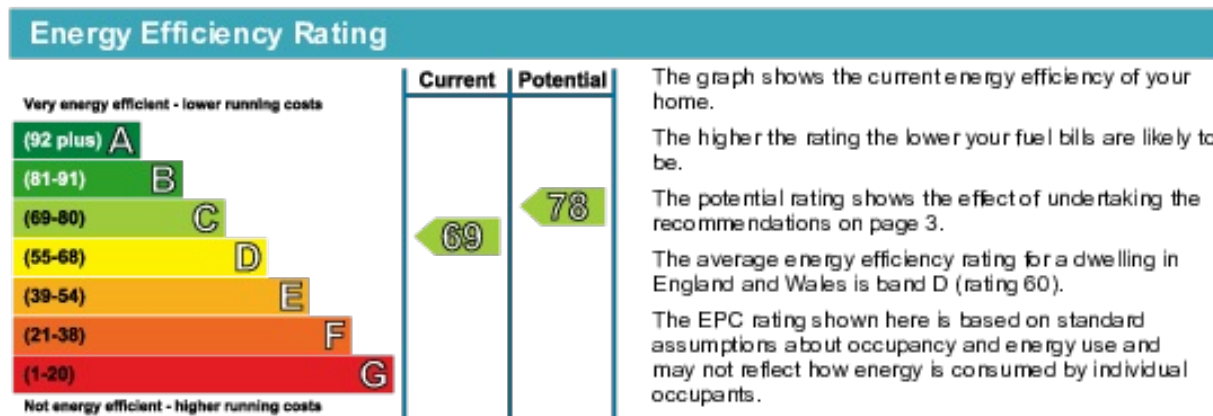 Energy Efficiency Rating
Current Potential
Very energy efficient - lower running costs
(92 plus) A
(81-91) B
(69-80) C
(55-68) D
(39-54) E
(21-38) F
(1-20) G
Not energy efficient - higher running costs
69
78
The graph shows the current energy efficiency of your
home.
The higher the rating the lower your fuel bills are likely to
be.
The potential rating shows the effect of undertaking the
recommendations on page 3.
The average energy efficiency rating for a dwelling in
England and Wales is band D (rating 60).
The EPC rating shown here is based on standard
assumptions about occupancy and energy use and
may not reflect how energy is consumed by individual
occupants.